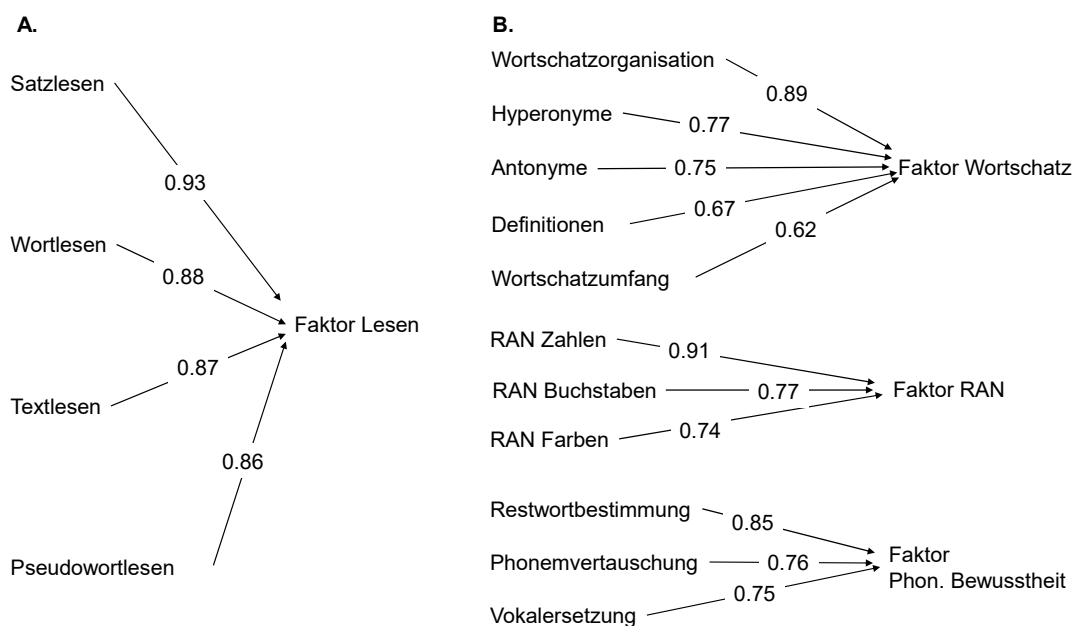 A.
Satzlesen
0.93
Wortlesen
0.88
Faktor Lesen
0.87
Textlesen
0.86
Pseudowortlesen
B.
Wortschatzorganisation
0.89
Hyperonyme
0.77
Antonyme
0.75
Faktor Wortschatz
Definitionen
0.67
0.62
Wortschatzumfang
RAN Zahlen
0.91
RAN Buchstaben
0.77
Faktor RAN
RAN Farben
0.74
Restwortbestimmung
0.85
Phonemvertauschung
0.76
Faktor
Phon. Bewusstheit
0.75
Vokalersetzung